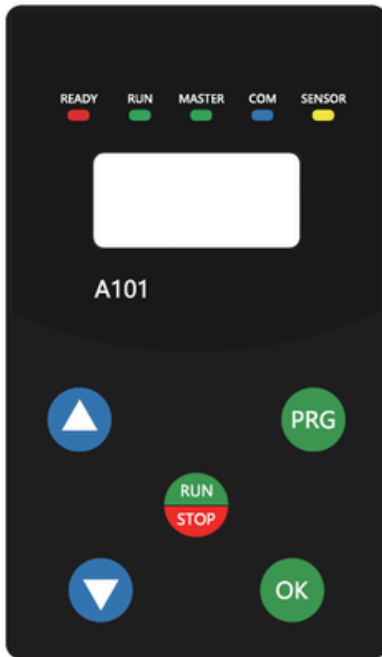 READY RUN MASTER COM SENSOR
A101
PRG
RUN
STOP
OK